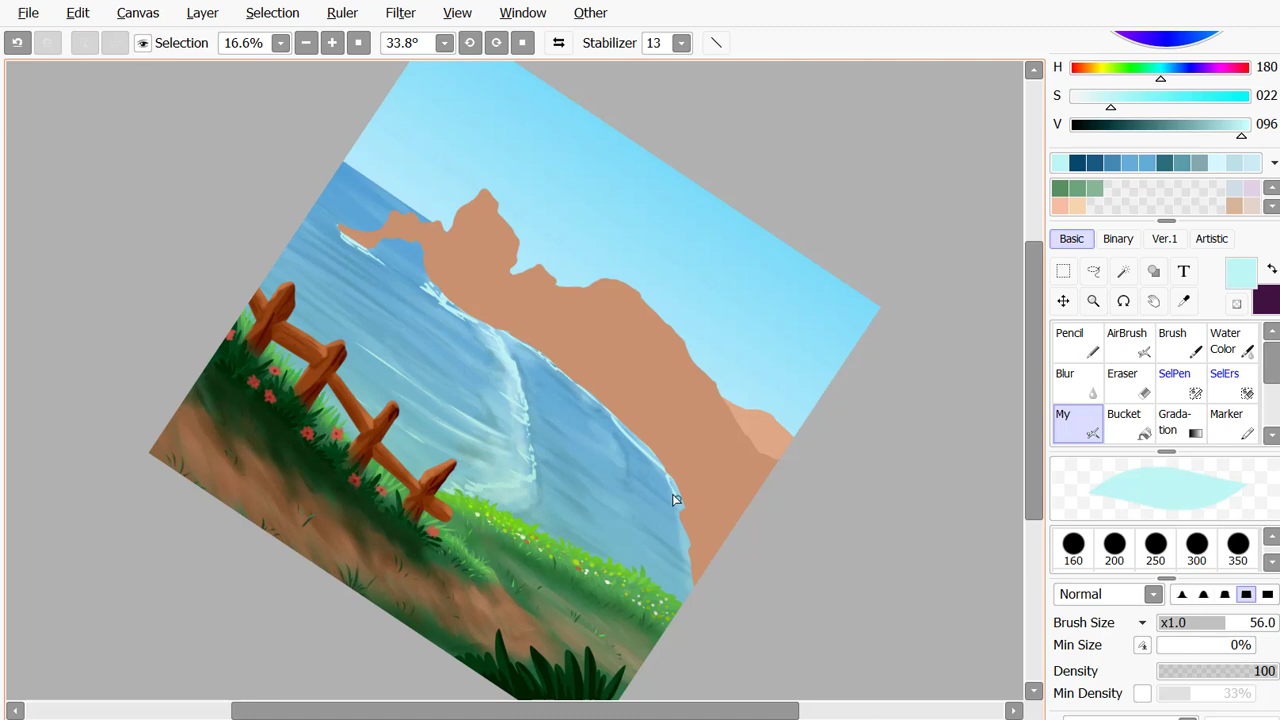 File Edit Canvas Layer Selection Ruler Filter View Window Other
Selection 16.6% 33.8° Stabilizer 13
H 180
S 022
V 096
Basic Binary Ver.1 Artistic
T
Pencil AirBrush Brush Water Color
Blur Eraser SelPen SelErs
My Bucket Grada-tion Marker
160 200 250 300 350
Normal
Brush Size x1.0 56.0
Min Size 0%
Density 100
Min Density 33%